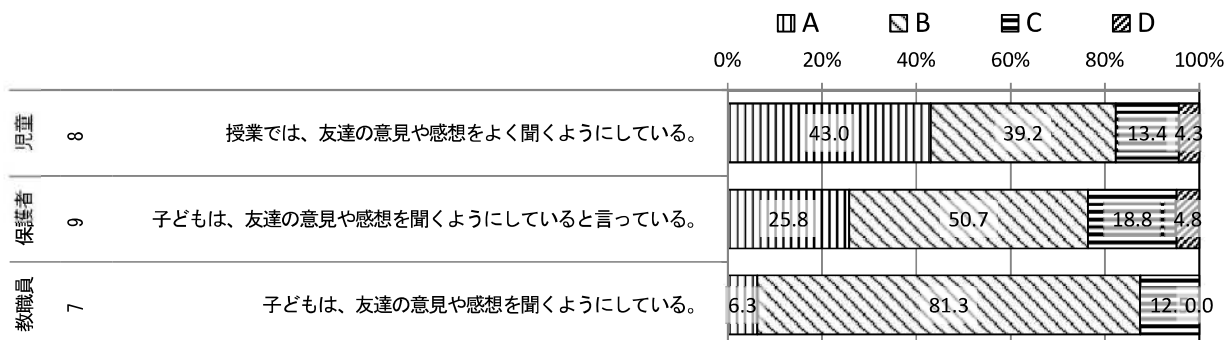 A B C D
0% 20% 40% 60% 80% 100%
児童 8 授業では、友達の意見や感想をよく聞くようにしている。 43.0 39.2 13.4 4.3
保護者 9 子どもは、友達の意見や感想を聞くようにしていると言っている。 25.8 50.7 18.8 4.8
教職員 7 子どもは、友達の意見や感想を聞くようにしている。 6.3 81.3 12. 0.0